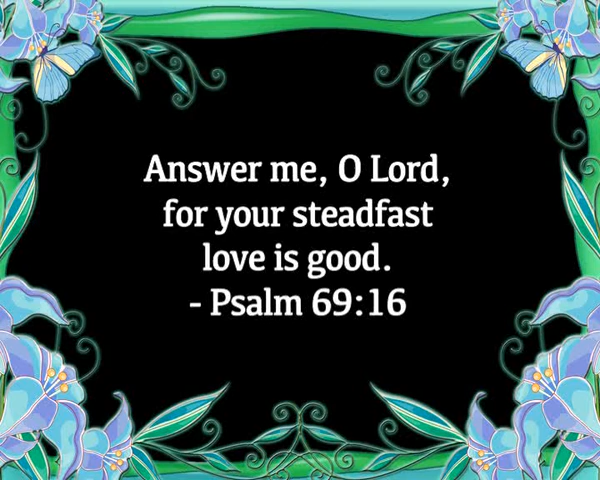 Answer me, O Lord,
for your steadfast
love is good.
- Psalm 69:16